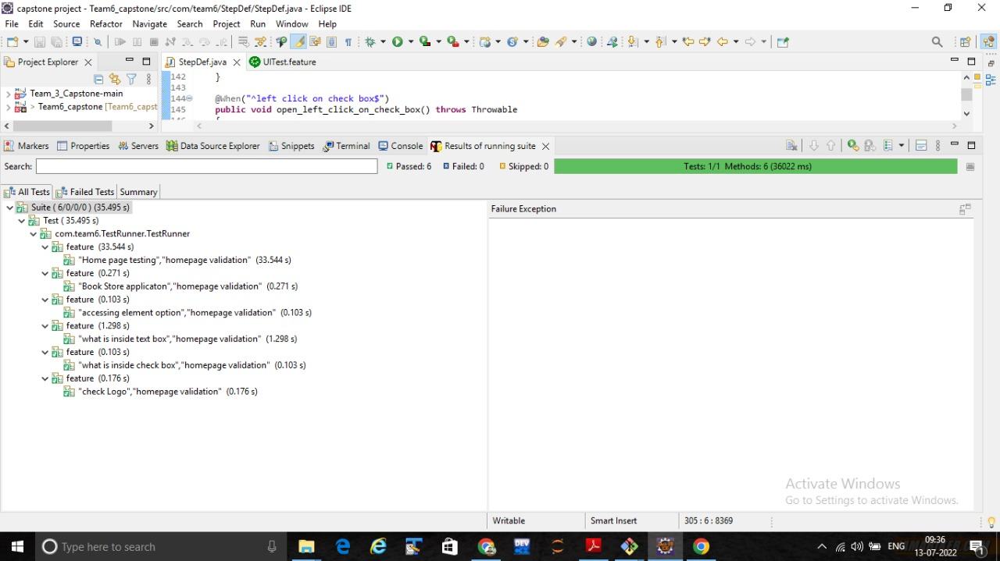 capstone project - Team6_capstone/src/com/team6/StepDef/StepDef.java - Eclipse IDE
File Edit Source Refactor Navigate Search Project Run Window Help
Project Explorer
StepDef.java
UITest.feature
Team_3_Capstone-main
> Team6_capstone [Team6_capst
142 }
143
144 @When("^left click on check box$")
145 public void open_left_click_on_check_box() throws Throwable
146 {
Markers Properties Servers Data Source Explorer Snippets Terminal Console Results of running suite
Search: Passed: 6 Failed: 0 Skipped: 0 Tests: 1/1 Methods: 6 (36022 ms)
All Tests Failed Tests Summary
Suite ( 6/0/0/0 ) (35.495 s)
Test ( 35.495 s)
com.team6.TestRunner.TestRunner
feature (33.544 s)
"Home page testing","homepage validation" (33.544 s)
feature (0.271 s)
"Book Store applicaton","homepage validation" (0.271 s)
feature (0.103 s)
"accessing element option","homepage validation" (0.103 s)
feature (1.298 s)
"what is inside text box","homepage validation" (1.298 s)
feature (0.103 s)
"what is inside check box","homepage validation" (0.103 s)
feature (0.176 s)
"check Logo","homepage validation" (0.176 s)
Failure Exception
Activate Windows
Go to Settings to activate Windows.
Writable Smart Insert 305 : 6 : 8369
Type here to search
ENG
09:36
13-07-2022
1